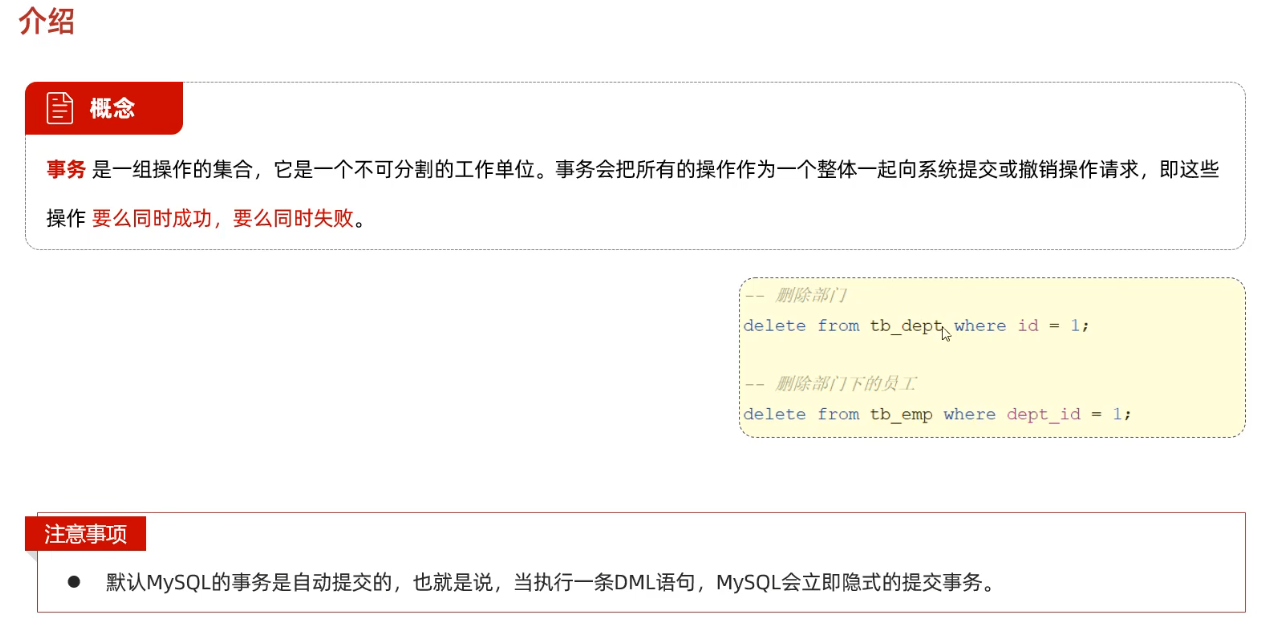 介绍
概念
事务 是一组操作的集合，它是一个不可分割的工作单位。事务会把所有的操作作为一个整体一起向系统提交或撤销操作请求，即这些
操作 要么同时成功，要么同时失败。
-- 删除部门
delete from tb_dept where id = 1;
-- 删除部门下的员工
delete from tb_emp where dept_id = 1;
注意事项
● 默认MySQL的事务是自动提交的，也就是说，当执行一条DML语句，MySQL会立即隐式的提交事务。